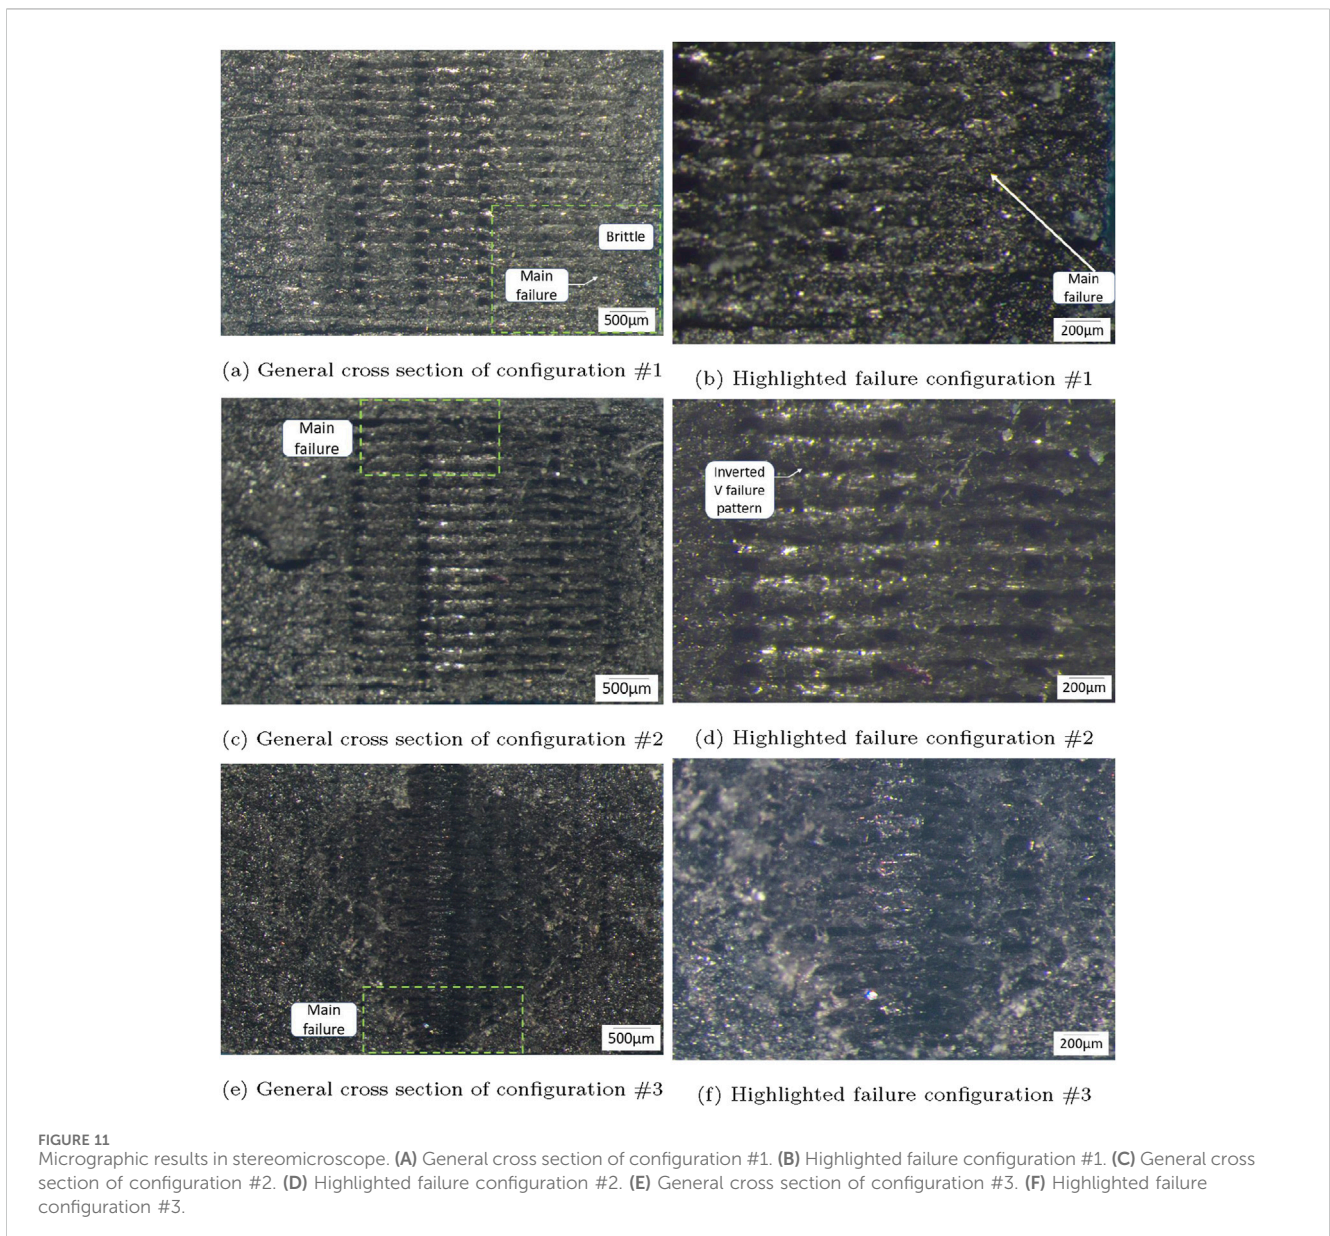 Brittle
Main
failure
500µm
Main
failure
200µm
(a) General cross section of configuration #1
(b) Highlighted failure configuration #1
Main
failure
500µm
Inverted
V failure
pattern
200µm
(c) General cross section of configuration #2
(d) Highlighted failure configuration #2
Main
failure
500µm
200µm
(e) General cross section of configuration #3
(f) Highlighted failure configuration #3
FIGURE 11
Micrographic results in stereomicroscope. (A) General cross section of configuration #1. (B) Highlighted failure configuration #1. (C) General cross
section of configuration #2. (D) Highlighted failure configuration #2. (E) General cross section of configuration #3. (F) Highlighted failure
configuration #3.